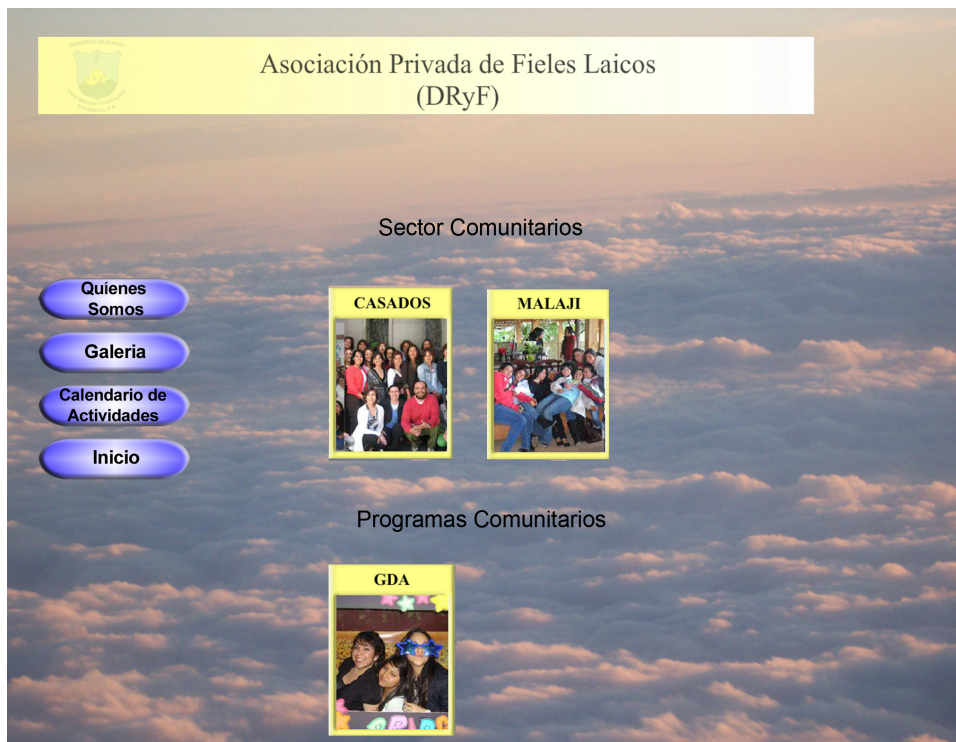 Asociación Privada de Fieles Laicos
(DRyF)
Sector Comunitarios
Quíenes
Somos
Galeria
Calendario de
Actividades
Inicio
CASADOS
MALAJI
Programas Comunitarios
GDA